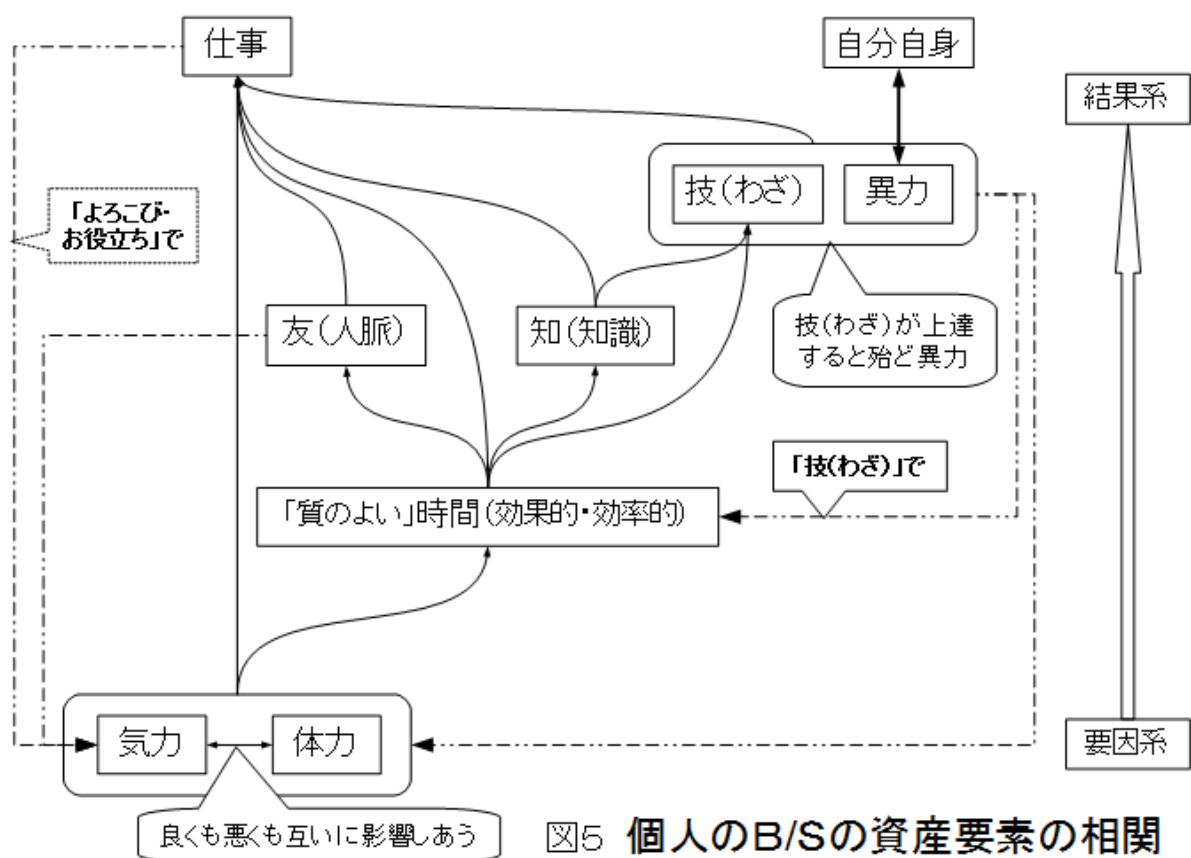 仕事
自分自身
結果系
技(わざ)
異力
「よろこび・
お役立ち」で
友(人脈)
知(知識)
技(わざ)が上達
すると殆ど異力
「技(わざ)」で
「質のよい」時間(効果的・効率的)
気力
体力
要因系
良くも悪くも互いに影響しあう
図5 個人のB/Sの資産要素の相関